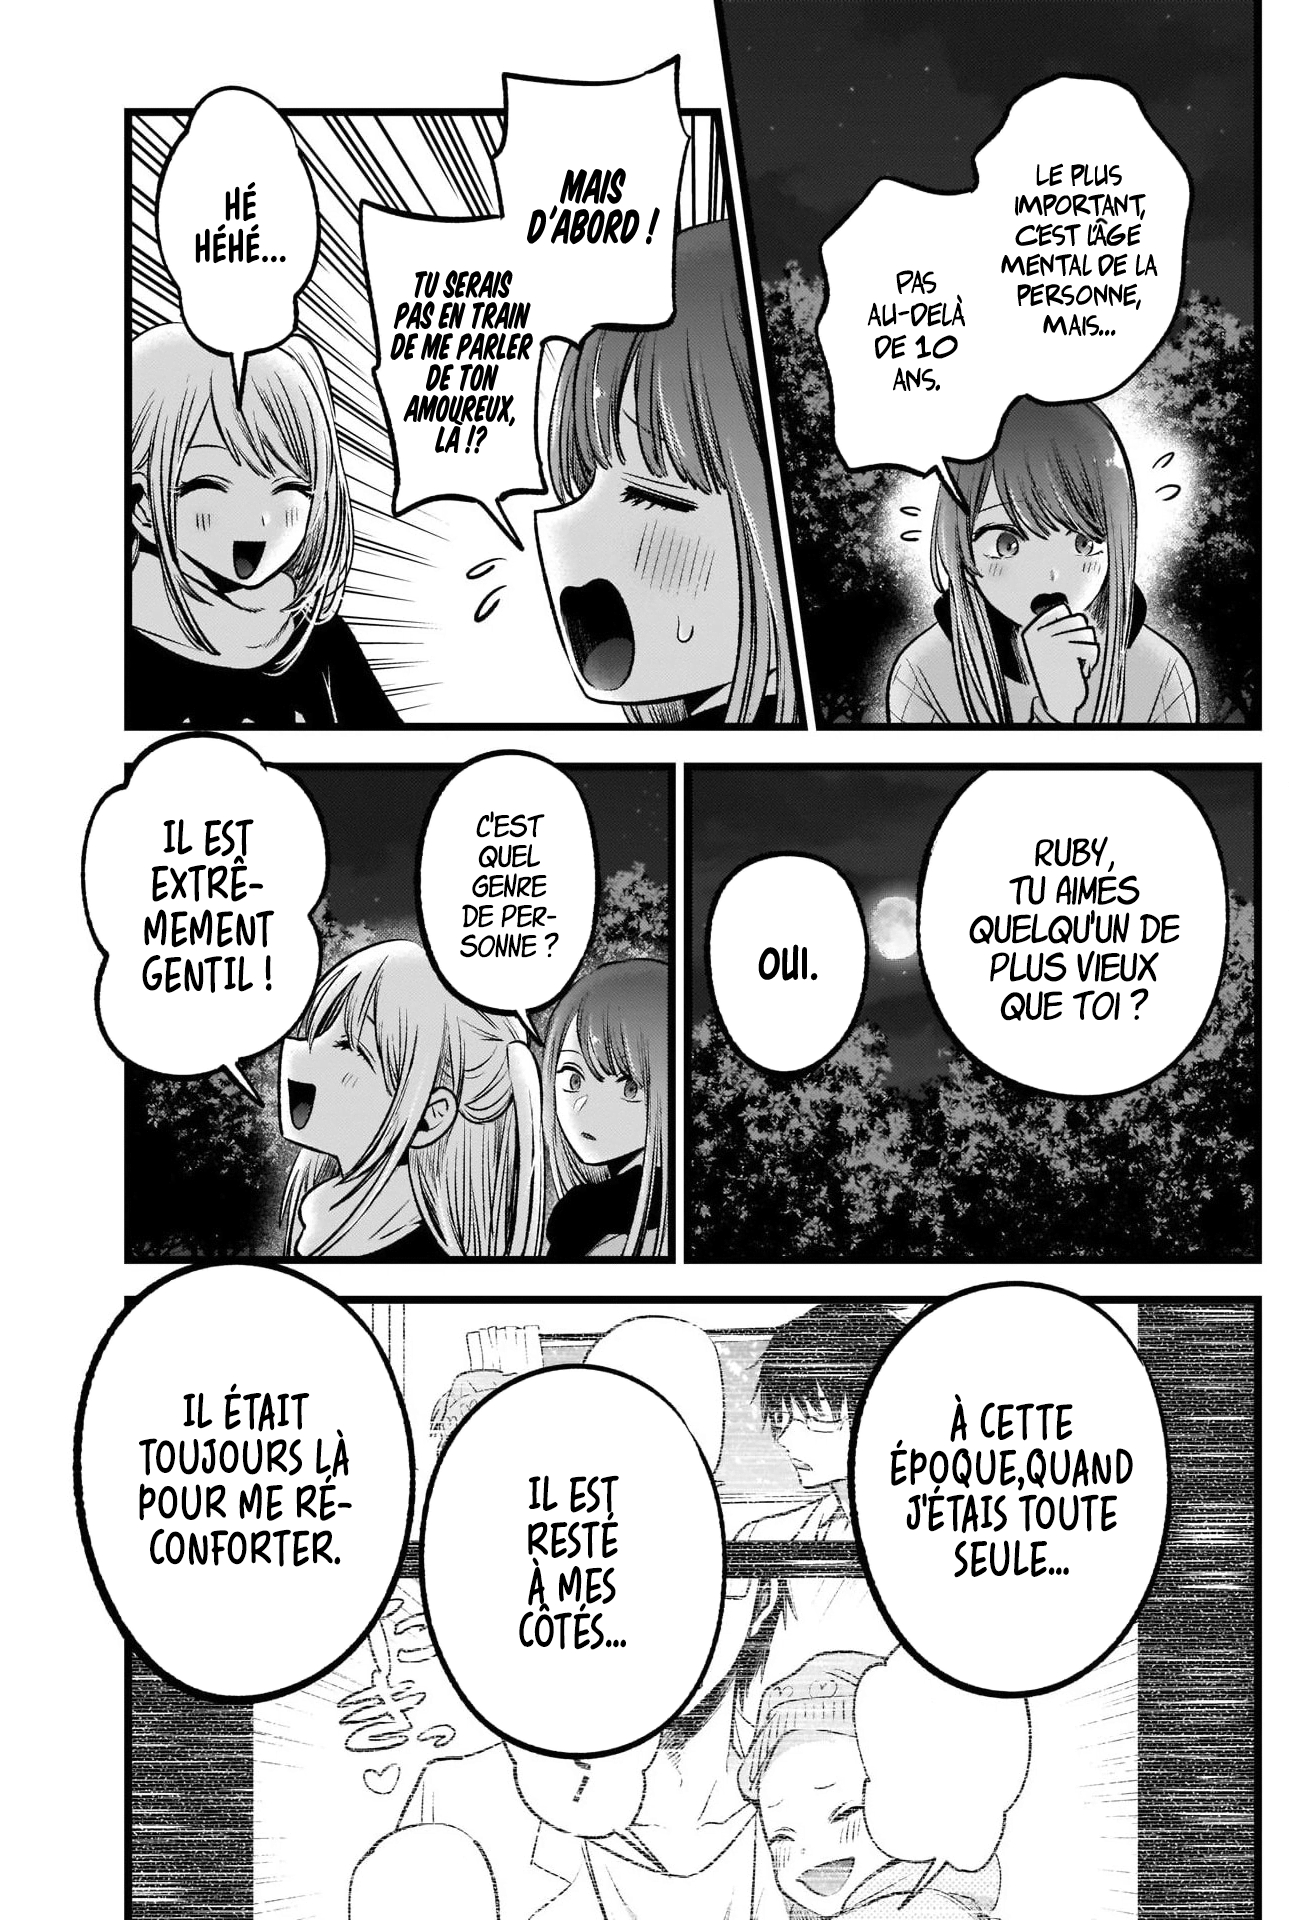 LE PLUS
IMPORTANT,
C'EST L'ÂGE
MENTAL DE LA
PERSONNE,
MAIS...
PAS
AU-DELÀ
DE 10
ANS.
MAIS
D'ABORD !
TU SERAIS
PAS EN TRAIN
DE ME PARLER
DE TON
AMOUREUX,
LÀ !?
HÉ
HÉHÉ...
RUBY,
TU AIMES
QUELQU'UN DE
PLUS VIEUX
QUE TOI ?
OUI.
C'EST
QUEL
GENRE
DE PER-
SONNE ?
IL EST
EXTRÊ-
MEMENT
GENTIL !
À CETTE
ÉPOQUE,QUAND
J'ÉTAIS TOUTE
SEULE...
IL EST
RESTÉ
À MES
CÔTÉS...
IL ÉTAIT
TOUJOURS LÀ
POUR ME RÉ-
CONFORTER.